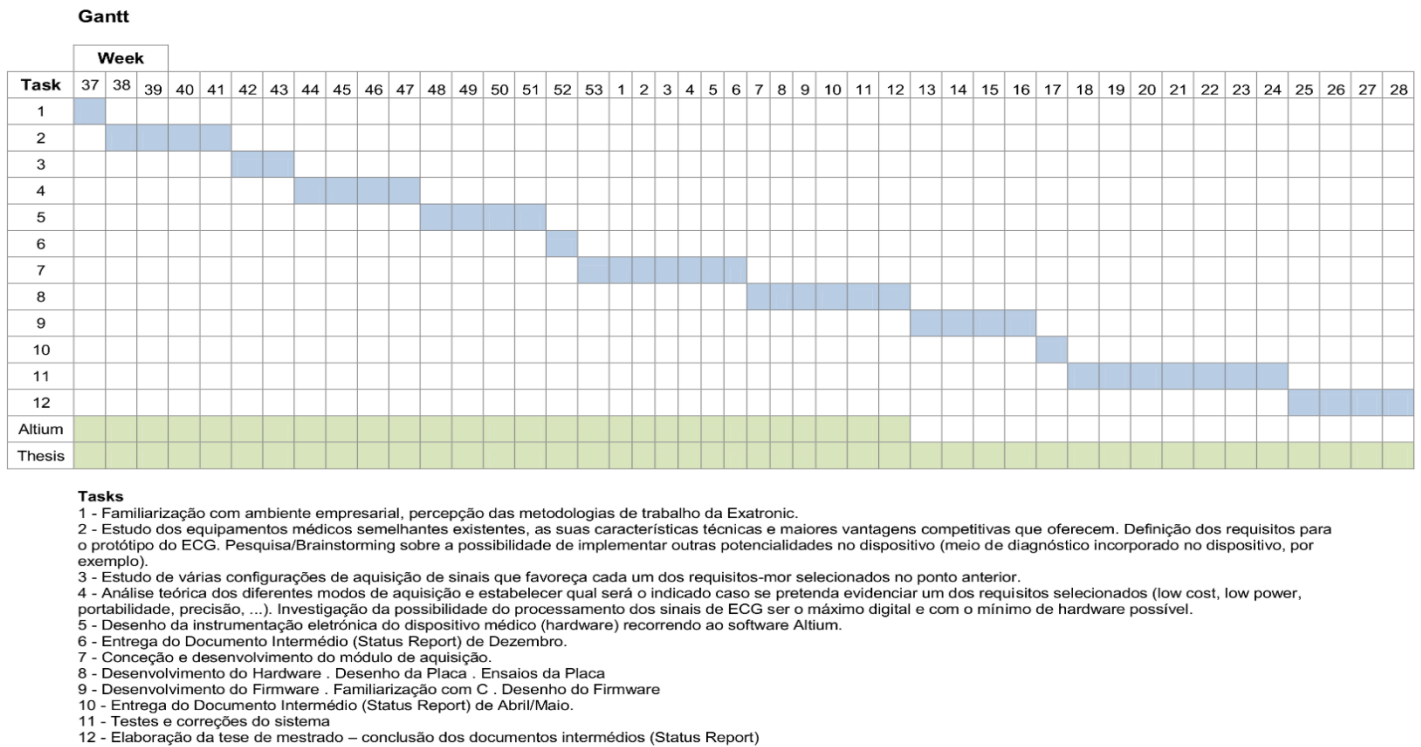 Gantt
Week
Task 37 38 39 40 41 42 43 44 45 46 47 48 49 50 51 52 53 1 2 3 4 5 6 7 8 9 10 11 12 13 14 15 16 17 18 19 20 21 22 23 24 25 26 27 28
1
2
3
4
5
6
7
8
9
10
11
12
Altium
Thesis
Tasks
1 - Familiarização com ambiente empresarial, percepção das metodologias de trabalho da Exatronic.
2 - Estudo dos equipamentos médicos semelhantes existentes, as suas características técnicas e maiores vantagens competitivas que oferecem. Definição dos requisitos para
o protótipo do ECG. Pesquisa/Brainstorming sobre a possibilidade de implementar outras potencialidades no dispositivo (meio de diagnóstico incorporado no dispositivo, por
exemplo).
3 - Estudo de várias configurações de aquisição de sinais que favoreça cada um dos requisitos-mor selecionados no ponto anterior.
4 - Análise teórica dos diferentes modos de aquisição e estabelecer qual será o indicado caso se pretenda evidenciar um dos requisitos selecionados (low cost, low power,
portabilidade, precisão, ...). Investigação da possibilidade do processamento dos sinais de ECG ser o máximo digital e com o mínimo de hardware possível.
5 - Desenho da instrumentação eletrónica do dispositivo médico (hardware) recorrendo ao software Altium.
6 - Entrega do Documento Intermédio (Status Report) de Dezembro.
7 - Conceção e desenvolvimento do módulo de aquisição.
8 - Desenvolvimento do Hardware . Desenho da Placa . Ensaios da Placa
9 - Desenvolvimento do Firmware . Familiarização com C . Desenho do Firmware
10 - Entrega do Documento Intermédio (Status Report) de Abril/Maio.
11 - Testes e correções do sistema
12 - Elaboração da tese de mestrado – conclusão dos documentos intermédios (Status Report)